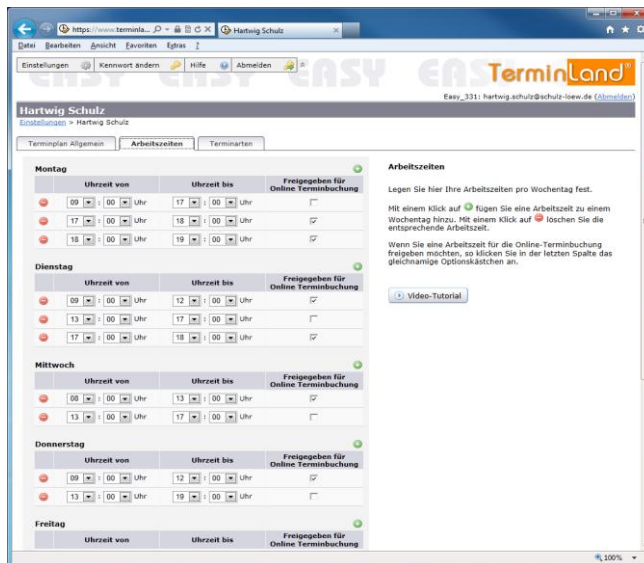 https://www.terminla...
Hartwig Schulz
Datei Bearbeiten Ansicht Favoriten Extras ?
Einstellungen Kennwort ändern Hilfe Abmelden
EASY EASY EASY EASY EASY
TerminLand®
Easy_331: hartwig.schulz@schulz-loew.de (Abmelden)
Hartwig Schulz
Einstellungen > Hartwig Schulz
Terminplan Allgemein Arbeitszeiten Terminarten
Montag
Uhrzeit von Uhrzeit bis Freigegeben für
Online Terminbuchung
09 : 00 Uhr 17 : 00 Uhr
17 : 00 Uhr 18 : 00 Uhr
18 : 00 Uhr 19 : 00 Uhr
Dienstag
Uhrzeit von Uhrzeit bis Freigegeben für
Online Terminbuchung
09 : 00 Uhr 12 : 00 Uhr
13 : 00 Uhr 17 : 00 Uhr
17 : 00 Uhr 18 : 00 Uhr
Mittwoch
Uhrzeit von Uhrzeit bis Freigegeben für
Online Terminbuchung
08 : 00 Uhr 13 : 00 Uhr
13 : 00 Uhr 17 : 00 Uhr
Donnerstag
Uhrzeit von Uhrzeit bis Freigegeben für
Online Terminbuchung
09 : 00 Uhr 12 : 00 Uhr
13 : 00 Uhr 19 : 00 Uhr
Freitag
Uhrzeit von Uhrzeit bis Freigegeben für
Online Terminbuchung
Arbeitszeiten
Legen Sie hier Ihre Arbeitszeiten pro Wochentag fest.
Mit einem Klick auf fügen Sie eine Arbeitszeit zu einem
Wochentag hinzu. Mit einem Klick auf löschen Sie die
entsprechende Arbeitszeit.
Wenn Sie eine Arbeitszeit für die Online-Terminbuchung
freigeben möchten, so klicken Sie in der letzten Spalte das
gleichnamige Optionskästchen an.
Video-Tutorial
100%